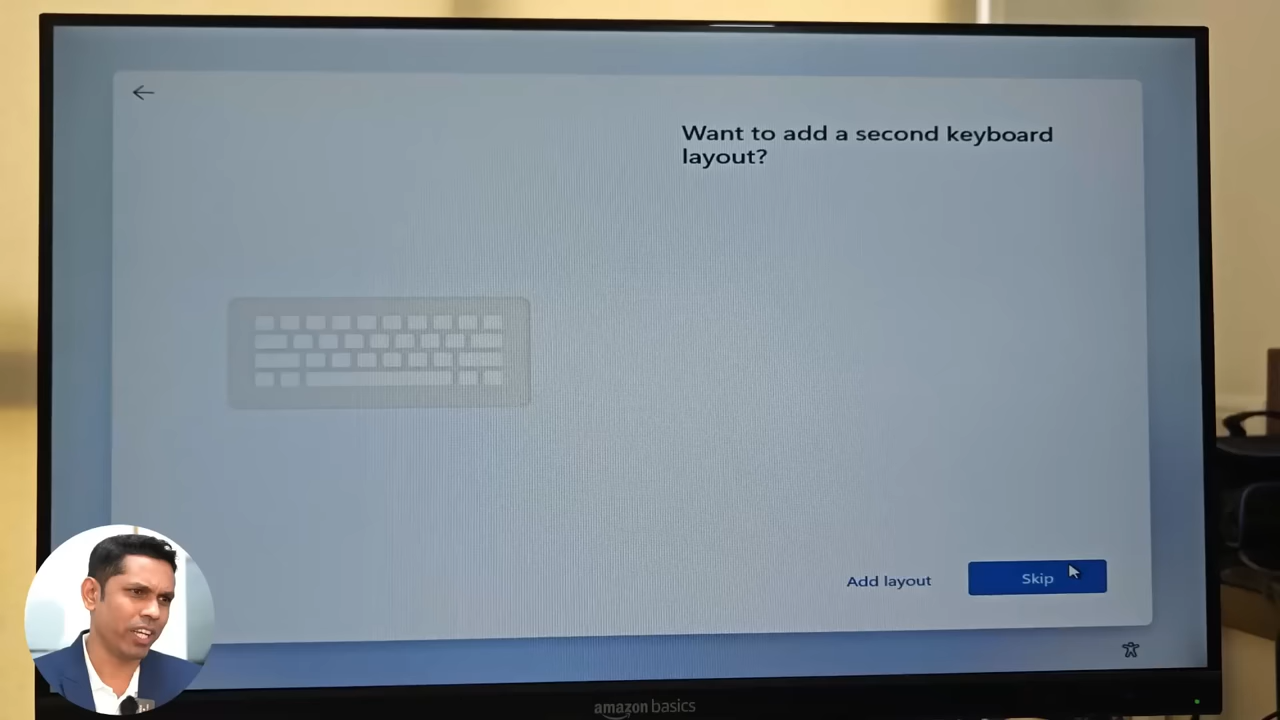 Want to add a second keyboard
layout?
Add layout
Skip
amazon basics